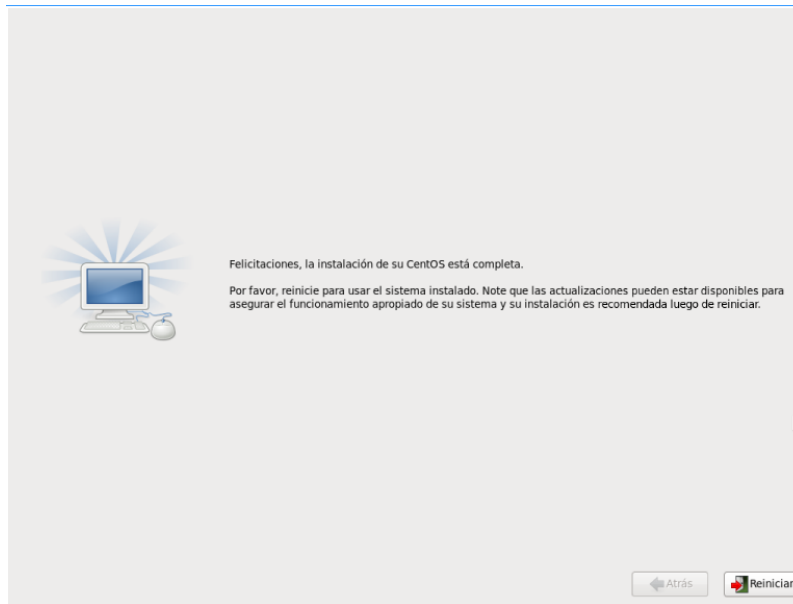 Felicitaciones, la instalación de su CentOS está completa.
Por favor, reinicie para usar el sistema instalado. Note que las actualizaciones pueden estar disponibles para
asegurar el funcionamiento apropiado de su sistema y su instalación es recomendada luego de reiniciar.
Atrás
Reiniciar